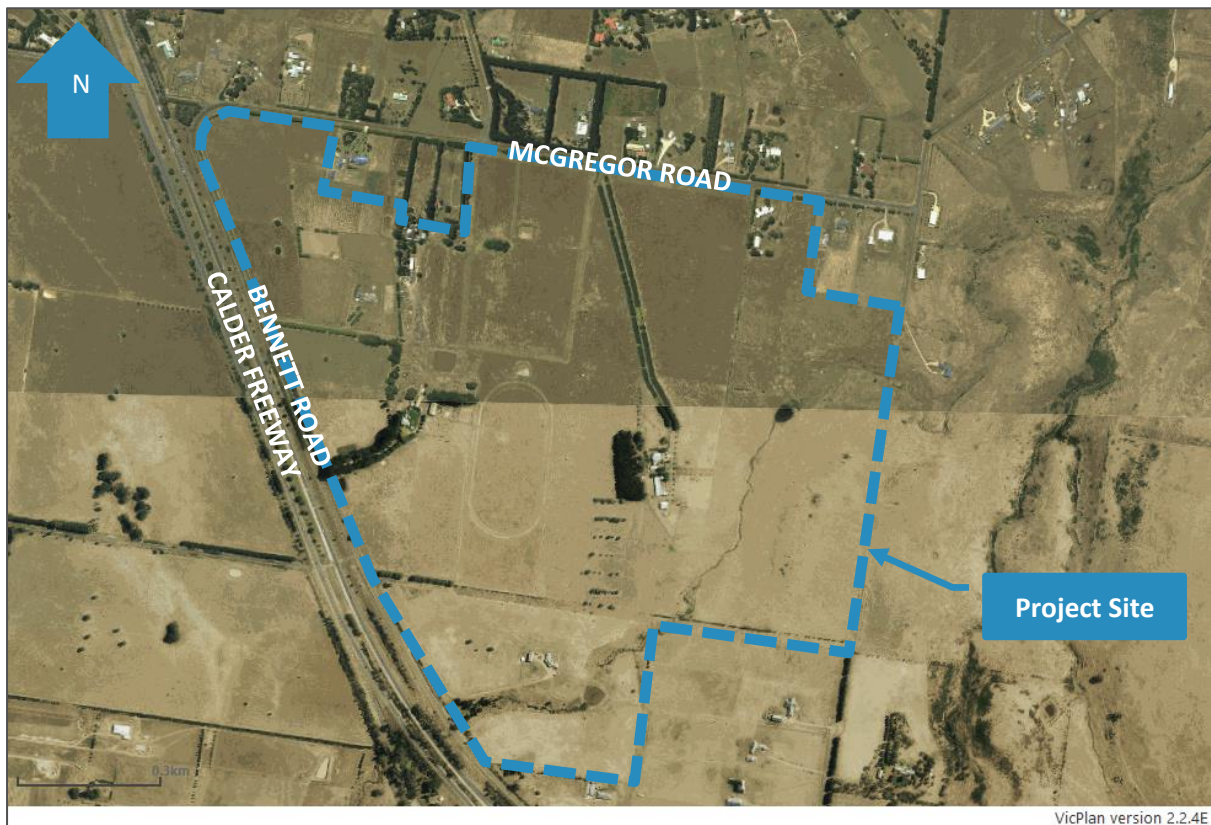 N
MCGREGOR ROAD
BENNETT ROAD
CALDER FREEWAY
Project Site
0.3km
VicPlan version 2.2.4E